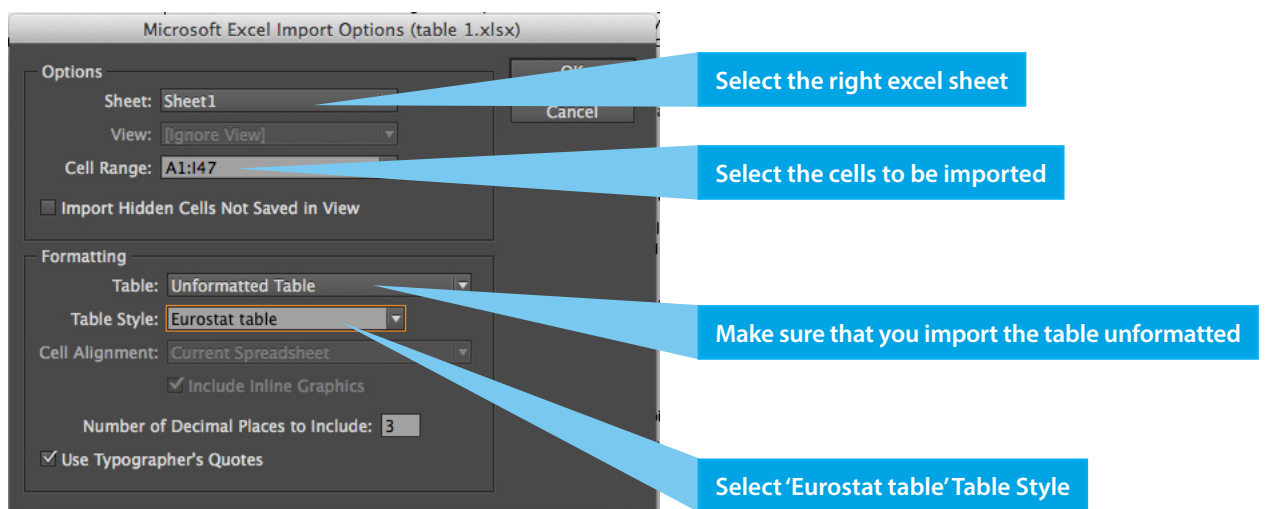 Microsoft Excel Import Options (table 1.xlsx)
Options
Sheet: Sheet1
View: [Ignore View]
Cell Range: A1:I47
Import Hidden Cells Not Saved in View
Cancel
Formatting
Table: Unformatted Table
Table Style: Eurostat table
Cell Alignment: Current Spreadsheet
Include Inline Graphics
Number of Decimal Places to Include: 3
Use Typographer's Quotes
Select the right excel sheet
Select the cells to be imported
Make sure that you import the table unformatted
Select ‘Eurostat table’ Table Style